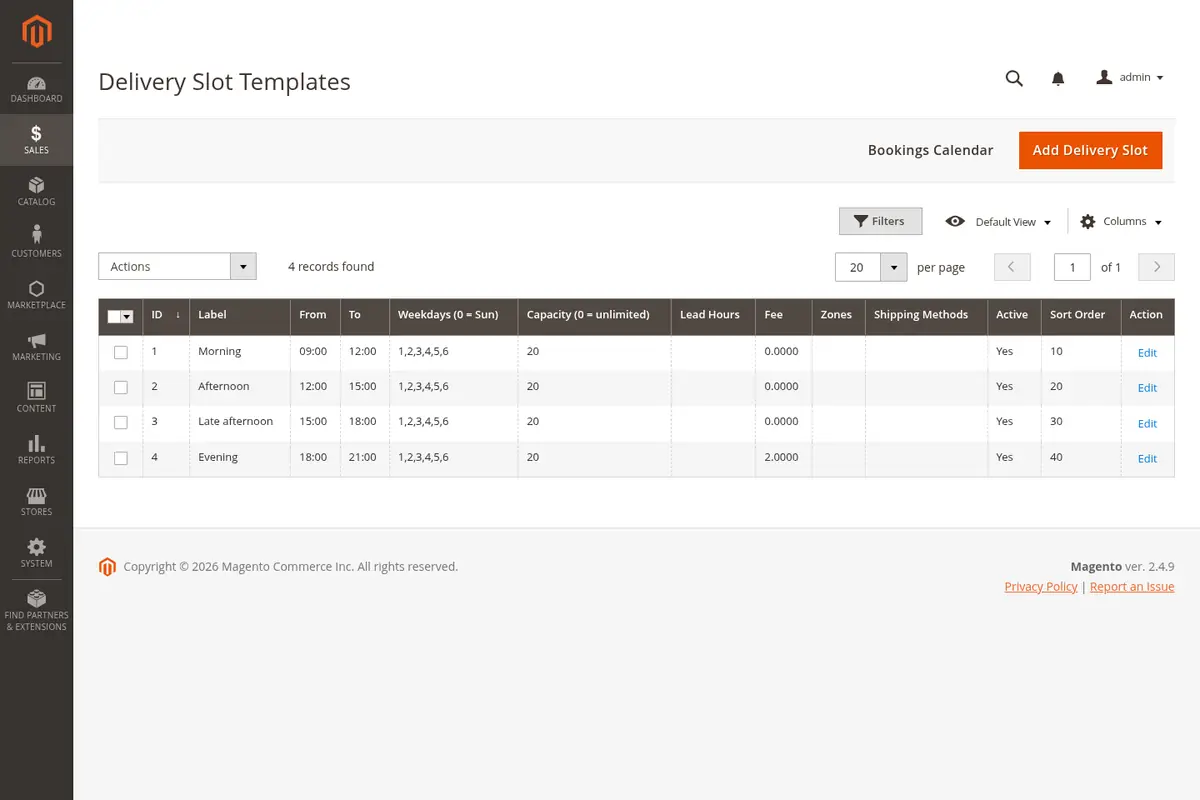 Delivery Slot Templates
admin
DASHBOARD
SALES
CATALOG
CUSTOMERS
MARKETPLACE
MARKETING
CONTENT
REPORTS
STORES
SYSTEM
FIND PARTNERS
& EXTENSIONS
Bookings Calendar
Add Delivery Slot
Filters
Default View
Columns
Actions
4 records found
20
per page
1
of 1
ID ↓ Label From To Weekdays (0 = Sun) Capacity (0 = unlimited) Lead Hours Fee Zones Shipping Methods Active Sort Order Action
1 Morning 09:00 12:00 1,2,3,4,5,6 20 0.0000 Yes 10 Edit
2 Afternoon 12:00 15:00 1,2,3,4,5,6 20 0.0000 Yes 20 Edit
3 Late afternoon 15:00 18:00 1,2,3,4,5,6 20 0.0000 Yes 30 Edit
4 Evening 18:00 21:00 1,2,3,4,5,6 20 2.0000 Yes 40 Edit
Copyright © 2026 Magento Commerce Inc. All rights reserved.
Magento ver. 2.4.9
Privacy Policy | Report an Issue